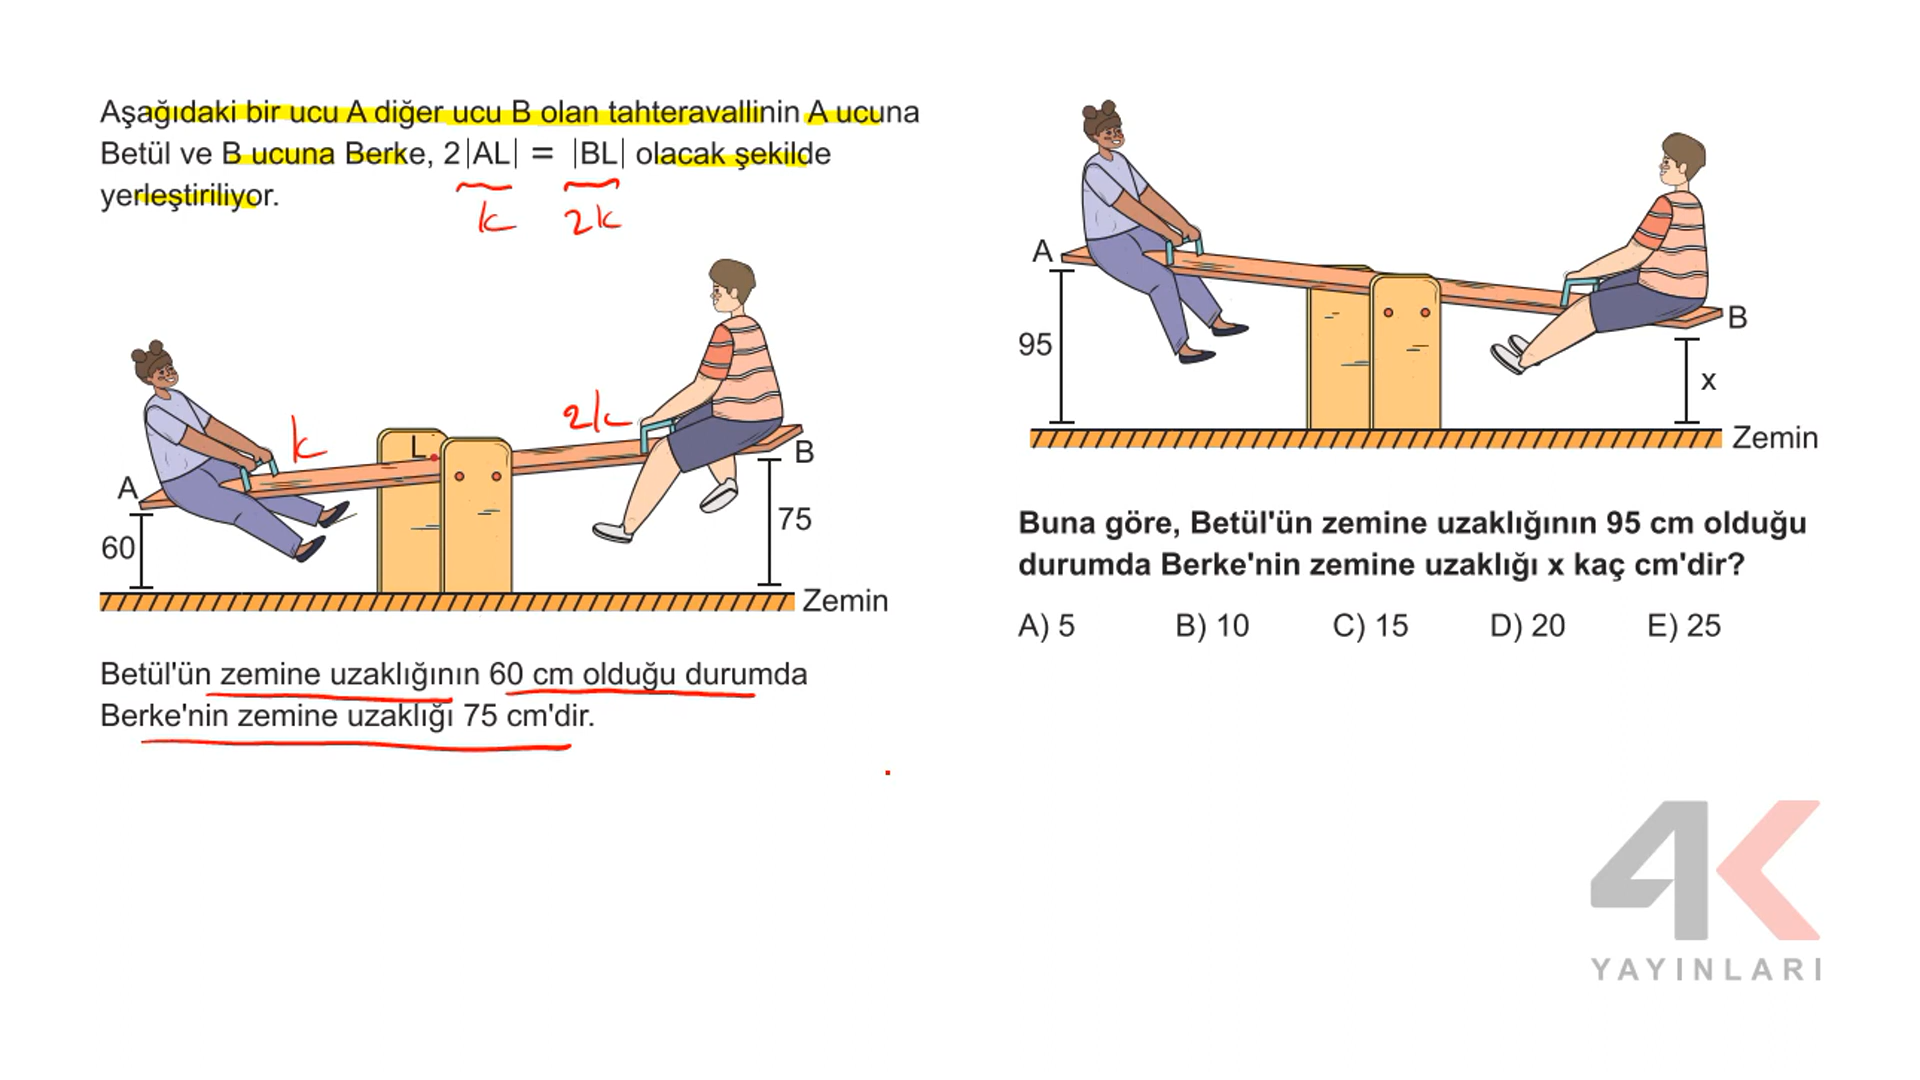 Aşağıdaki bir ucu A diğer ucu B olan tahteravallinin A ucuna
Betül ve B ucuna Berke, 2|AL| = |BL| olacak şekilde
yerleştiriliyor.
k 2k
k 2k
L
A B
60 75
Zemin
Betül'ün zemine uzaklığının 60 cm olduğu durumda
Berke'nin zemine uzaklığı 75 cm'dir.
A
B
95
x
Zemin
Buna göre, Betül'ün zemine uzaklığının 95 cm olduğu
durumda Berke'nin zemine uzaklığı x kaç cm'dir?
A) 5 B) 10 C) 15 D) 20 E) 25
4K
YAYINLARI